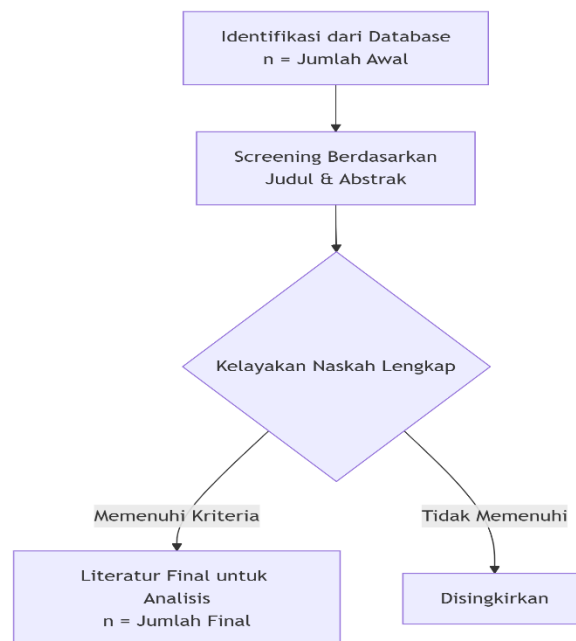 Identifikasi dari Database
n = Jumlah Awal
Screening Berdasarkan
Judul & Abstrak
Kelayakan Naskah Lengkap
Memenuhi Kriteria
Tidak Memenuhi
Literatur Final untuk
Analisis
n = Jumlah Final
Disingkirkan